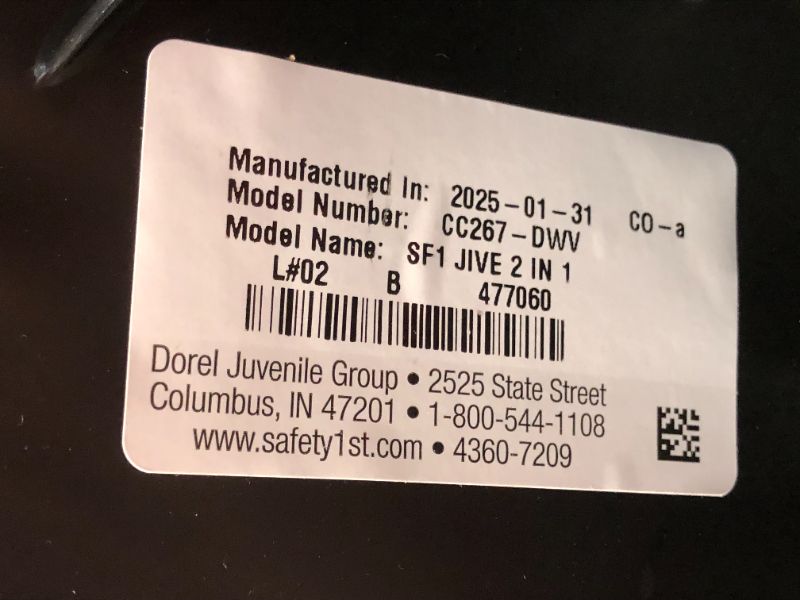 Manufactured In: 2025-01-31 CO-a
Model Number: CC267-DWV
Model Name: SF1 JIVE 2 IN 1
L#02 B 477060
Dorel Juvenile Group • 2525 State Street
Columbus, IN 47201 • 1-800-544-1108
www.safety1st.com • 4360-7209